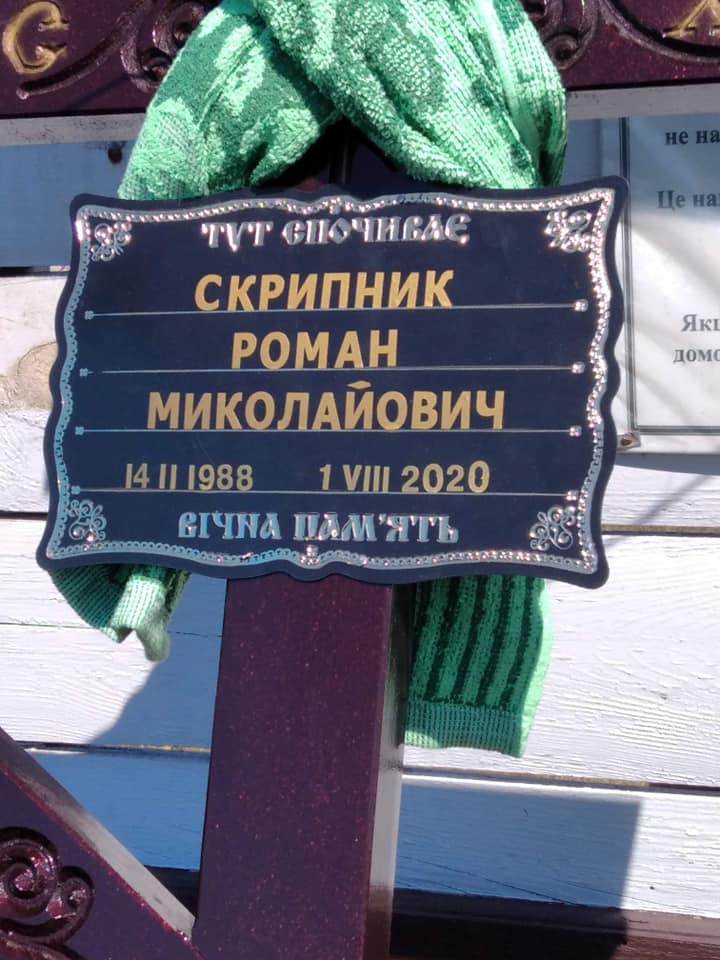 С Х
ТУТ СПОЧИВАЄ
СКРИПНИК
РОМАН
МИКОЛАЙОВИЧ
14 II 1988 1 VIII 2020
ВІЧНА ПАМ'ЯТЬ
не на
Це на
Якщ
домо